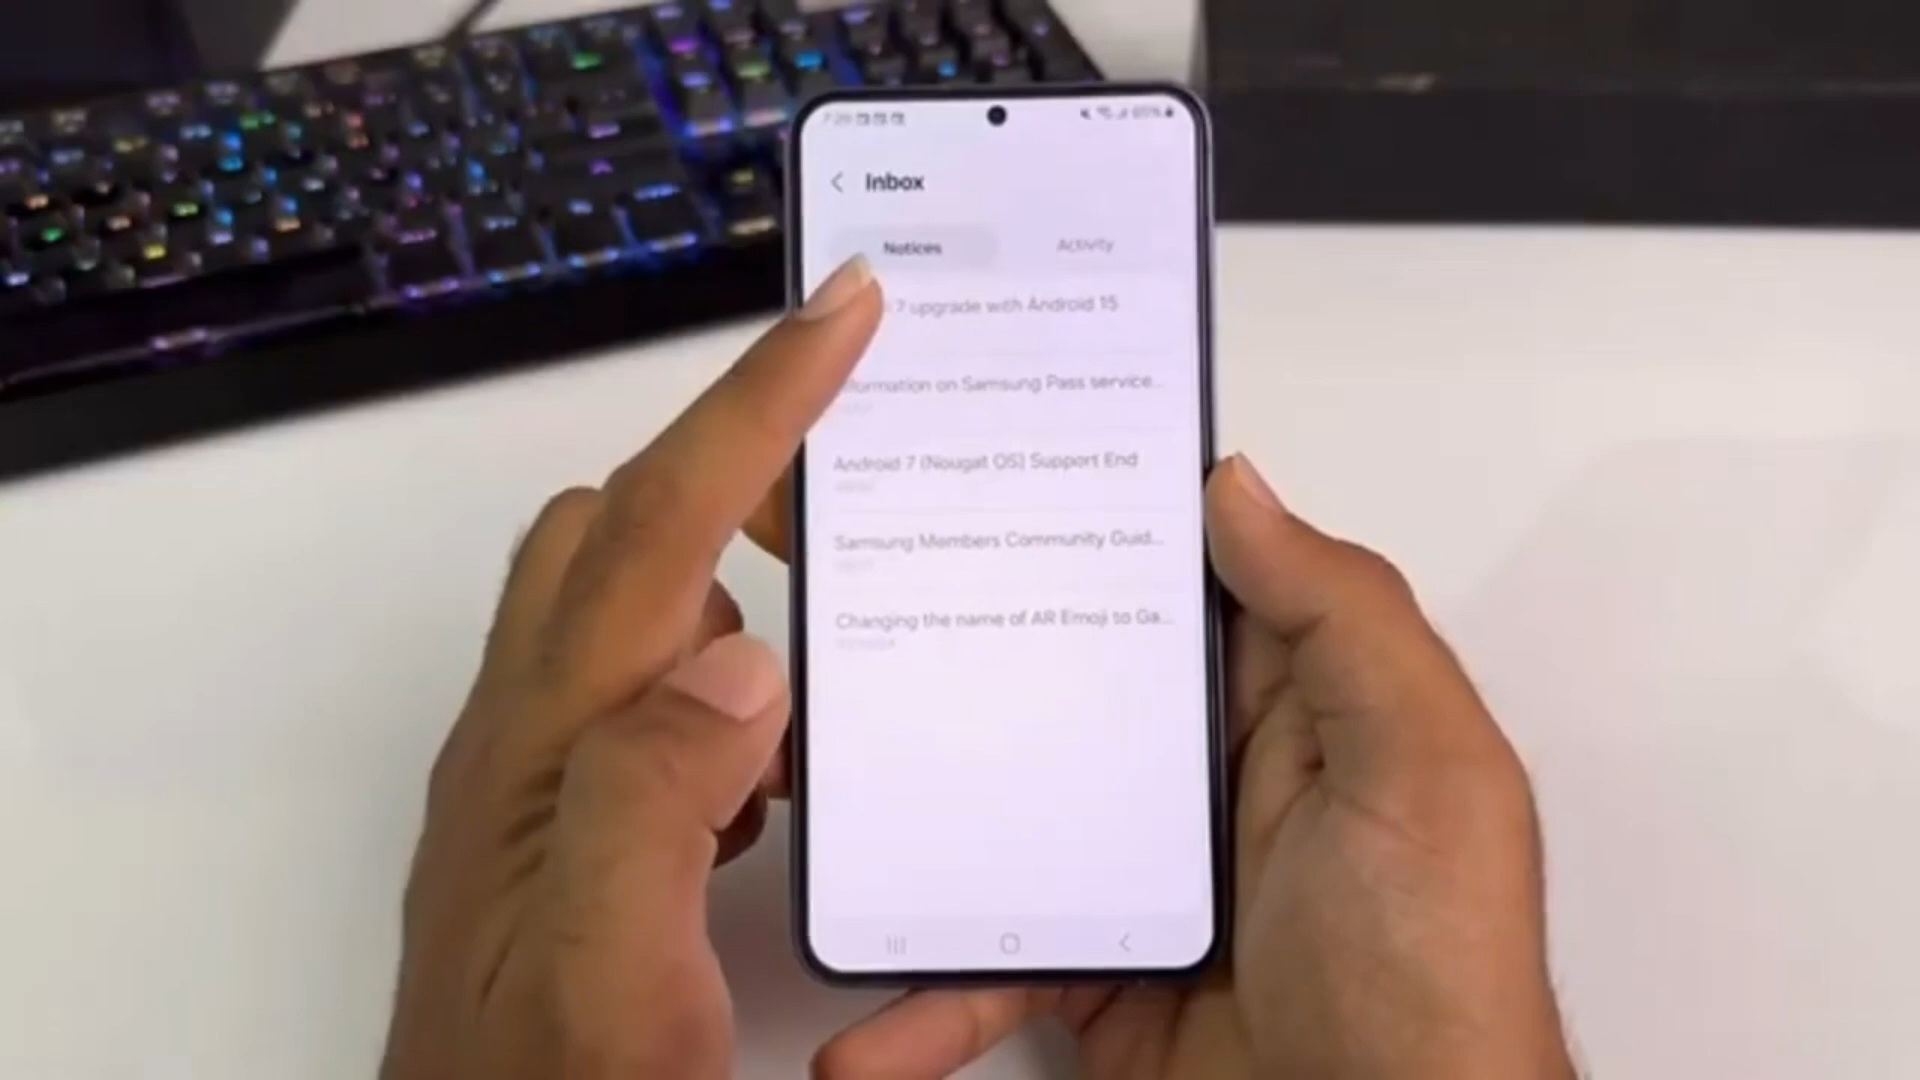 Inbox
Notices
Activity
7 upgrade with Android 15
formation on Samsung Pass service...
Android 7 (Nougat OS) Support End
Samsung Members Community Guid...
Changing the name of AR Emoji to Ga...